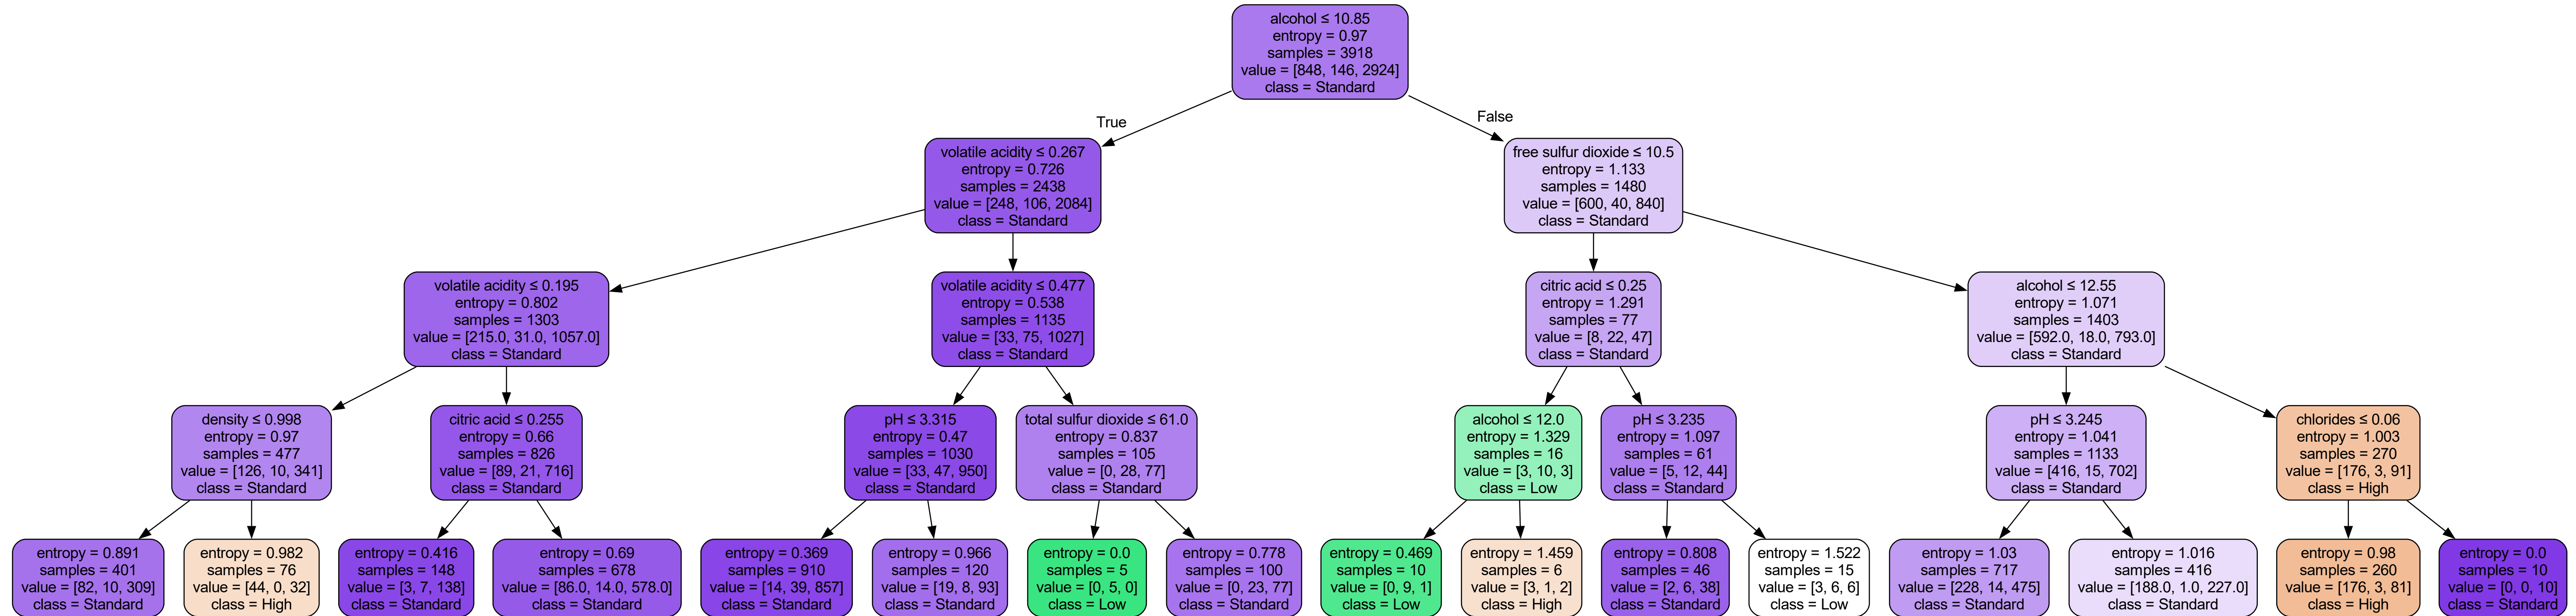 alcohol ≤ 10.85
entropy = 0.97
samples = 3918
value = [848, 146, 2924]
class = Standard
True
False
volatile acidity ≤ 0.267
entropy = 0.726
samples = 2438
value = [248, 106, 2084]
class = Standard
free sulfur dioxide ≤ 10.5
entropy = 1.133
samples = 1480
value = [600, 40, 840]
class = Standard
volatile acidity ≤ 0.195
entropy = 0.802
samples = 1303
value = [215.0, 31.0, 1057.0]
class = Standard
volatile acidity ≤ 0.477
entropy = 0.538
samples = 1135
value = [33, 75, 1027]
class = Standard
citric acid ≤ 0.25
entropy = 1.291
samples = 77
value = [8, 22, 47]
class = Standard
alcohol ≤ 12.55
entropy = 1.071
samples = 1403
value = [592.0, 18.0, 793.0]
class = Standard
density ≤ 0.998
entropy = 0.97
samples = 477
value = [126, 10, 341]
class = Standard
citric acid ≤ 0.255
entropy = 0.66
samples = 826
value = [89, 21, 716]
class = Standard
pH ≤ 3.315
entropy = 0.47
samples = 1030
value = [33, 47, 950]
class = Standard
total sulfur dioxide ≤ 61.0
entropy = 0.837
samples = 105
value = [0, 28, 77]
class = Standard
alcohol ≤ 12.0
entropy = 1.329
samples = 16
value = [3, 10, 3]
class = Low
pH ≤ 3.235
entropy = 1.097
samples = 61
value = [5, 12, 44]
class = Standard
pH ≤ 3.245
entropy = 1.041
samples = 1133
value = [416, 15, 702]
class = Standard
chlorides ≤ 0.06
entropy = 1.003
samples = 270
value = [176, 3, 91]
class = High
entropy = 0.891
samples = 401
value = [82, 10, 309]
class = Standard
entropy = 0.982
samples = 76
value = [44, 0, 32]
class = High
entropy = 0.416
samples = 148
value = [3, 7, 138]
class = Standard
entropy = 0.69
samples = 678
value = [86.0, 14.0, 578.0]
class = Standard
entropy = 0.369
samples = 910
value = [14, 39, 857]
class = Standard
entropy = 0.966
samples = 120
value = [19, 8, 93]
class = Standard
entropy = 0.0
samples = 5
value = [0, 5, 0]
class = Low
entropy = 0.778
samples = 100
value = [0, 23, 77]
class = Standard
entropy = 0.469
samples = 10
value = [0, 9, 1]
class = Low
entropy = 1.459
samples = 6
value = [3, 1, 2]
class = High
entropy = 0.808
samples = 46
value = [2, 6, 38]
class = Standard
entropy = 1.522
samples = 15
value = [3, 6, 6]
class = Low
entropy = 1.03
samples = 717
value = [228, 14, 475]
class = Standard
entropy = 1.016
samples = 416
value = [188.0, 1.0, 227.0]
class = Standard
entropy = 0.98
samples = 260
value = [176, 3, 81]
class = High
entropy = 0.0
samples = 10
value = [0, 0, 10]
class = Standard